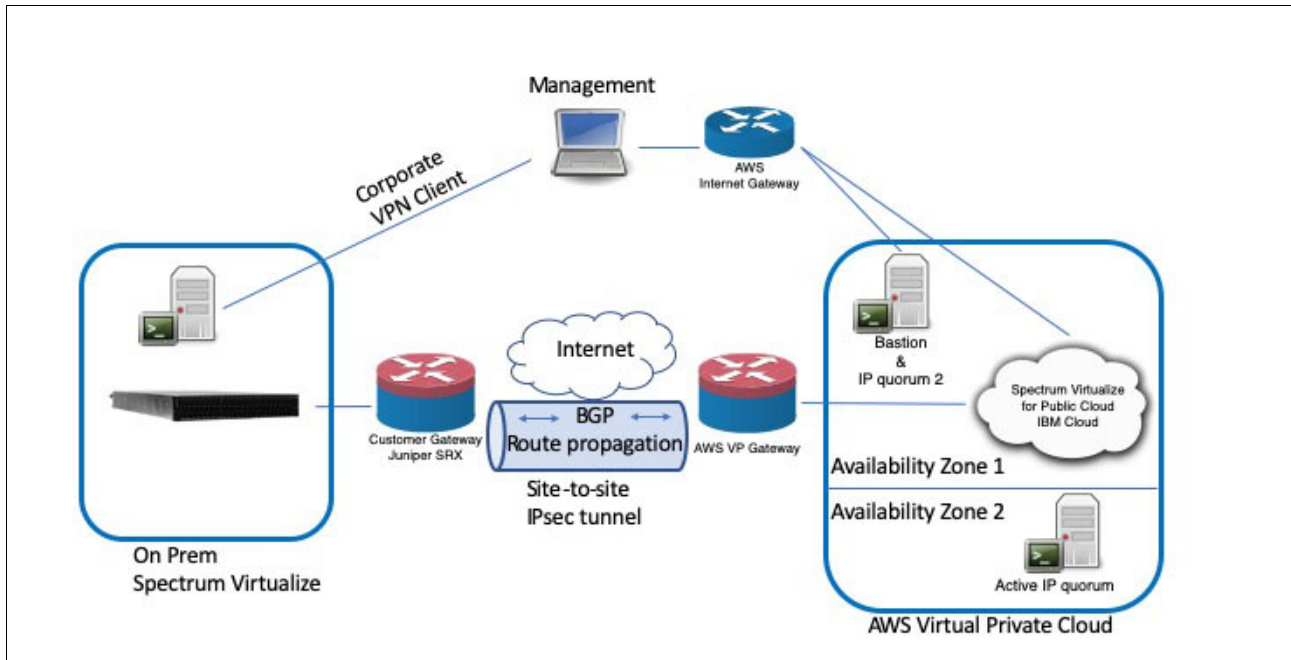 Management
Corporate
VPN Client
AWS
Internet Gateway
Internet
BGP
Route propagation
Customer Gateway
Juniper SRX
AWS VP Gateway
Site-to-site
IPsec tunnel
On Prem
Spectrum Virtualize
Bastion
&
IP quorum 2
Spectrum Virtualize
for Public Cloud
IBM Cloud
Availability Zone 1
Availability Zone 2
Active IP quorum
AWS Virtual Private Cloud